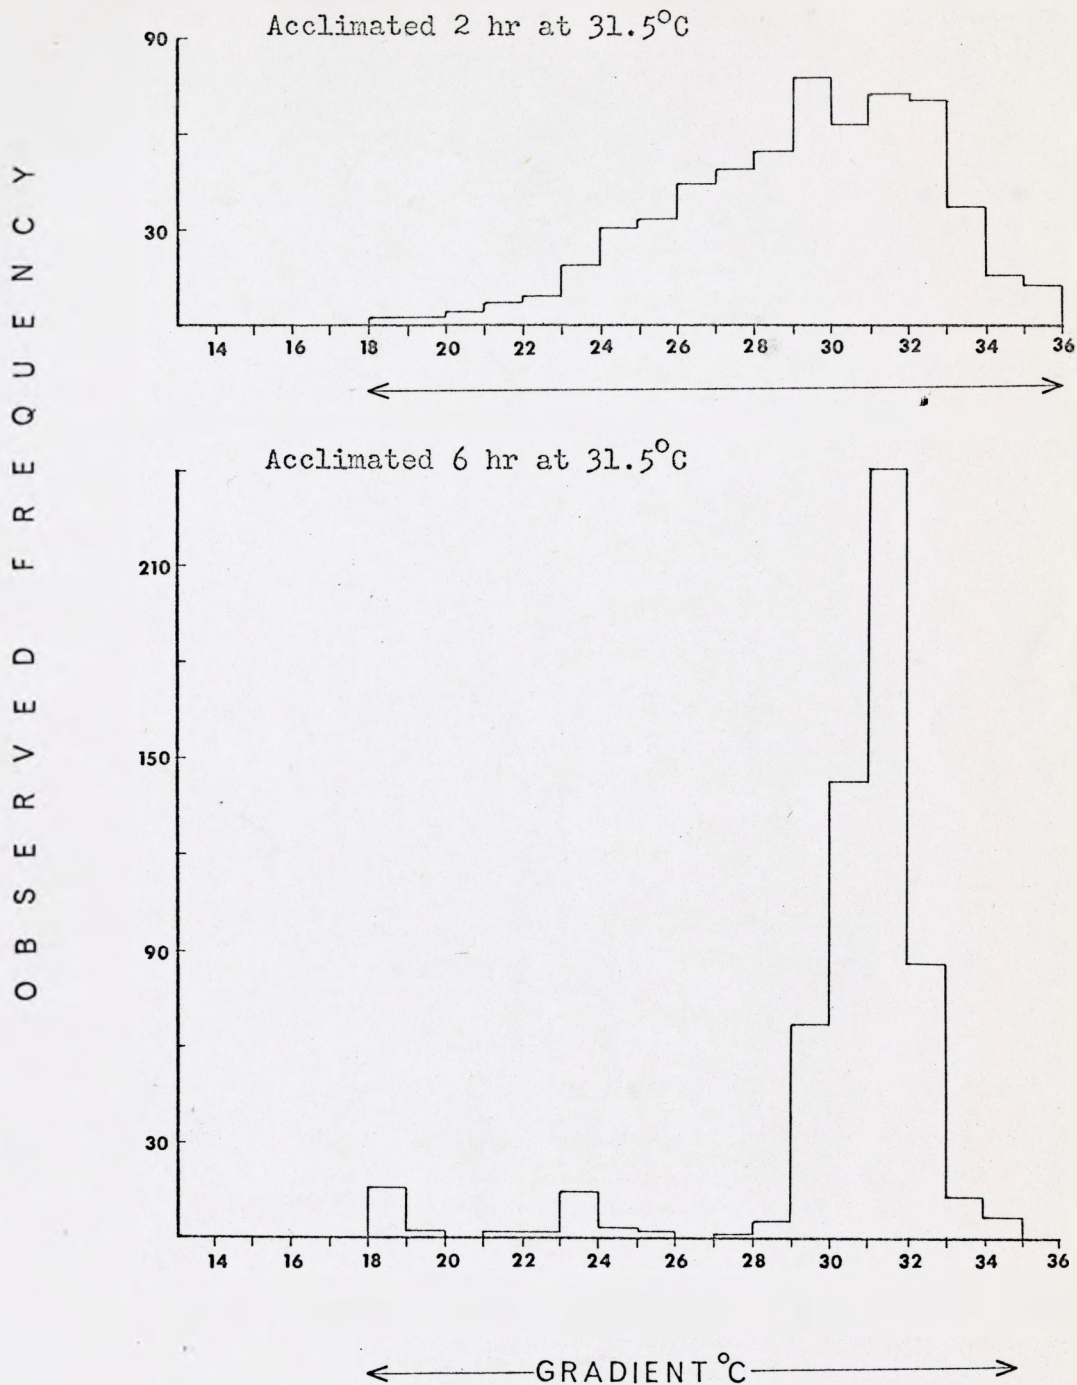 Acclimated 2 hr at 31.5°C
90
30
14 16 18 20 22 24 26 28 30 32 34 36
OBSERVED FREQUENCY
Acclimated 6 hr at 31.5°C
210
150
90
30
14 16 18 20 22 24 26 28 30 32 34 36
GRADIENT °C